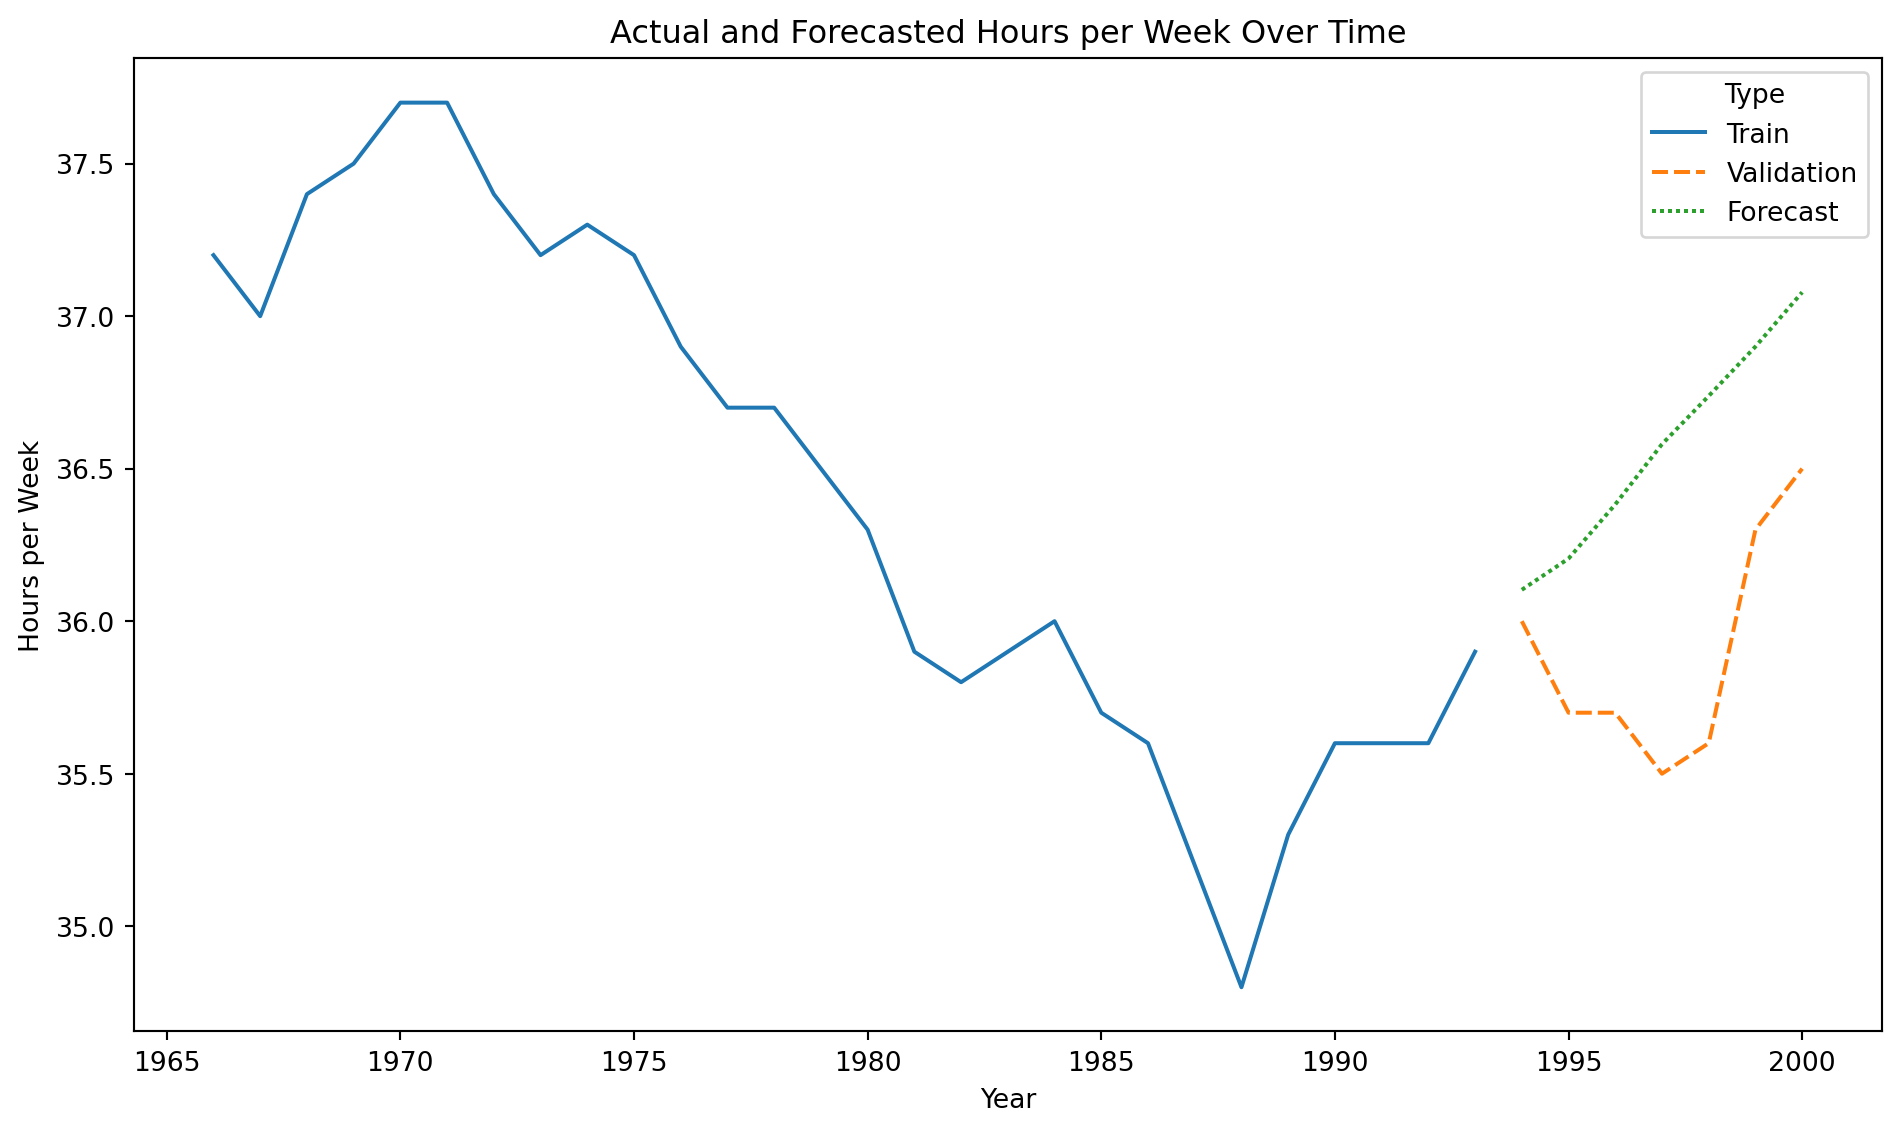 Actual and Forecasted Hours per Week Over Time
Type
Train
Validation
Forecast
Hours per Week
37.5
37.0
36.5
36.0
35.5
35.0
1965 1970 1975 1980 1985 1990 1995 2000
Year